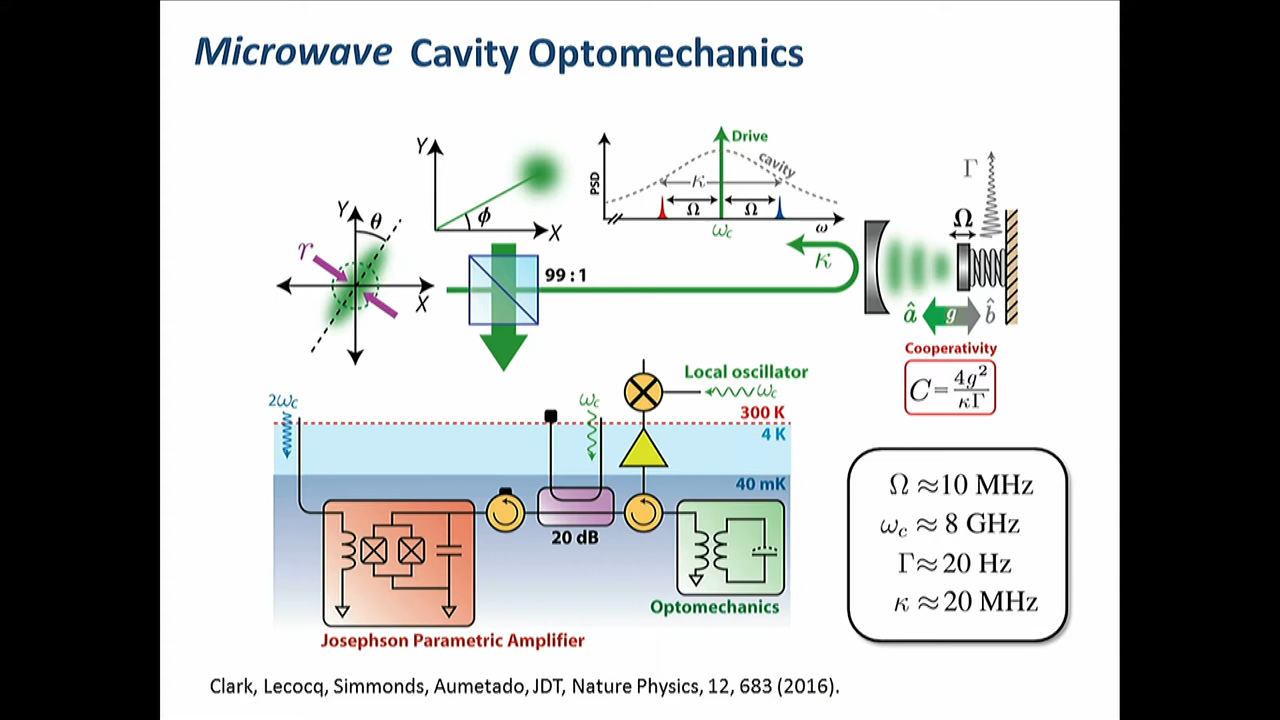 Microwave Cavity Optomechanics
Y
ϕ
X
Y
θ
r
X
99 : 1
PSD
Drive
cavity
κ
Ω
Ω
ω_c
ω
κ
Γ
Ω
â
g
b̂
Cooperativity
C = 4g² / κΓ
2ω_c
ω_c
Local oscillator
ω_c
300 K
4 K
40 mK
20 dB
Josephson Parametric Amplifier
Optomechanics
Ω ≈ 10 MHz
ω_c ≈ 8 GHz
Γ ≈ 20 Hz
κ ≈ 20 MHz
Clark, Lecocq, Simmonds, Aumetado, JDT, Nature Physics, 12, 683 (2016).